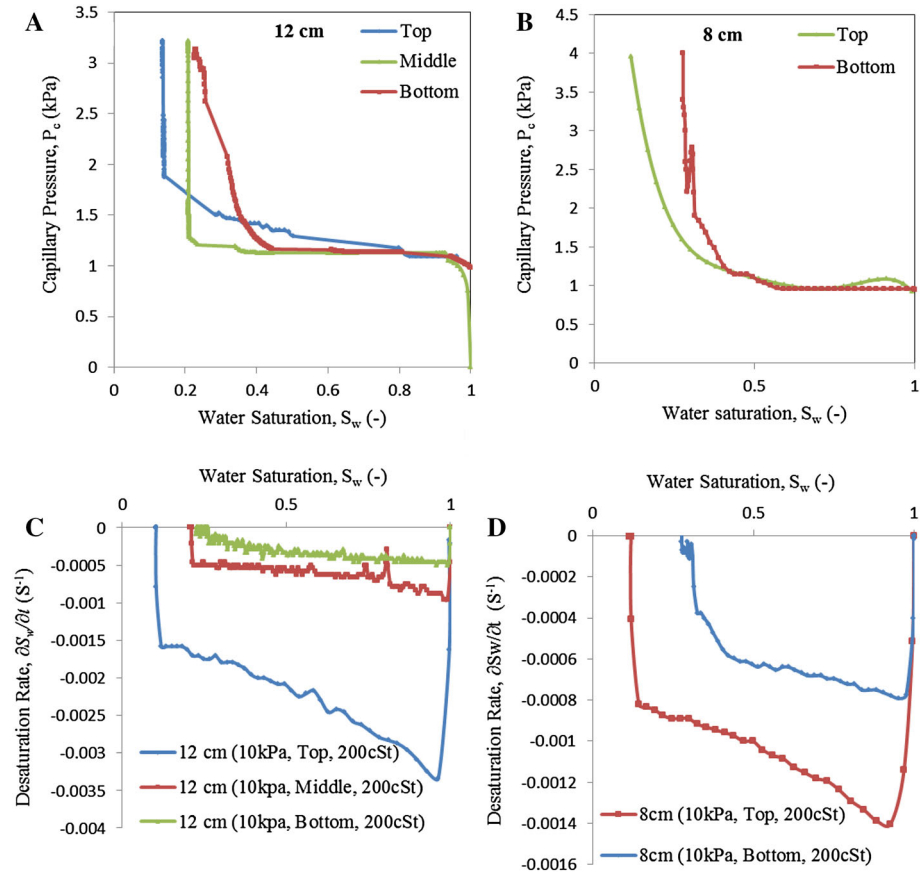 A
12 cm
Top
Middle
Bottom
Capillary Pressure, Pc (kPa)
3.5
3
2.5
2
1.5
1
0.5
0
0 0.2 0.4 0.6 0.8 1
Water Saturation, Sw (-)
B
8 cm
Top
Bottom
Capillary Pressure, Pc (kPa)
4.5
4
3.5
3
2.5
2
1.5
1
0.5
0
0 0.5 1
Water saturation, Sw (-)
C
Water Saturation, Sw (-)
0 0.5 1
Desaturation Rate, ∂Sw/∂t (S-1)
0
-0.0005
-0.001
-0.0015
-0.002
-0.0025
-0.003
-0.0035
-0.004
12 cm (10kPa, Top, 200cSt)
12 cm (10kpa, Middle, 200cSt)
12 cm (10kpa, Bottom, 200cSt)
D
Water Saturation, Sw (-)
0 0.5 1
Desaturation Rate, ∂Sw/∂t (S-1)
0
-0.0002
-0.0004
-0.0006
-0.0008
-0.001
-0.0012
-0.0014
-0.0016
8cm (10kPa, Top, 200cSt)
8cm (10kPa, Bottom, 200cSt)